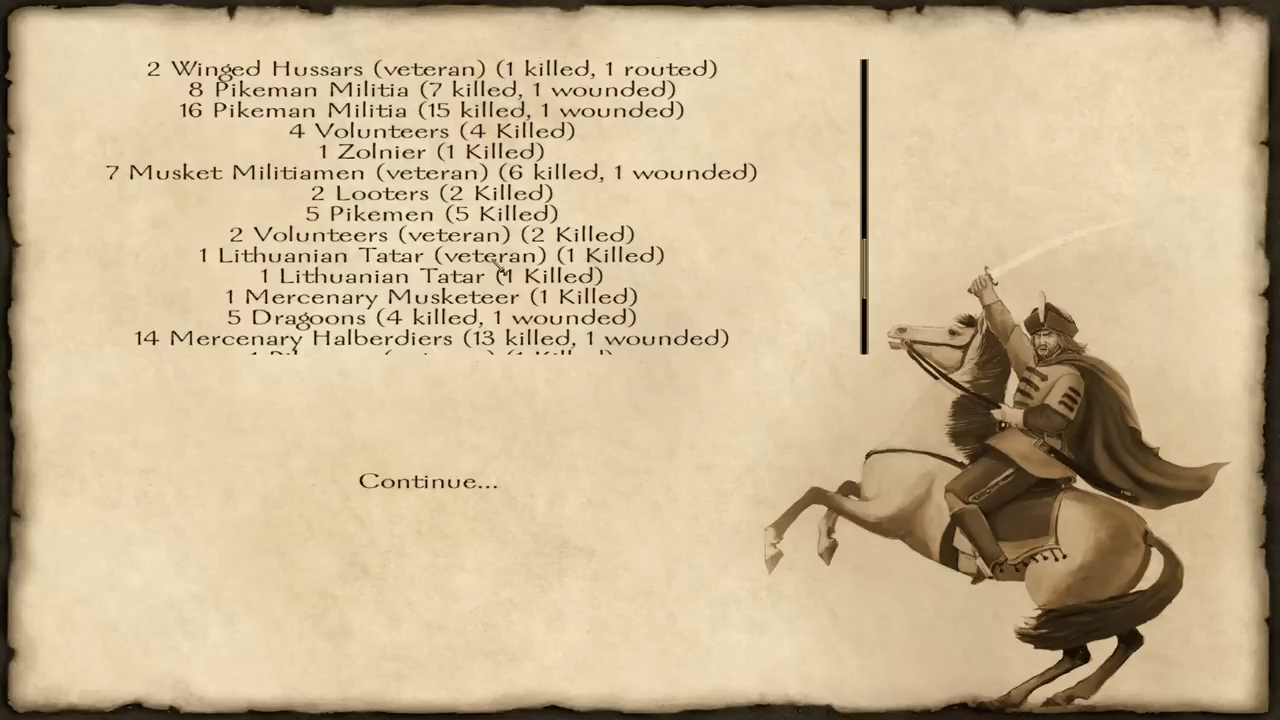 2 Winged Hussars (veteran) (1 killed, 1 routed)
8 Pikeman Militia (7 killed, 1 wounded)
16 Pikeman Militia (15 killed, 1 wounded)
4 Volunteers (4 Killed)
1 Zolnier (1 Killed)
7 Musket Militiamen (veteran) (6 killed, 1 wounded)
2 Looters (2 Killed)
5 Pikemen (5 Killed)
2 Volunteers (veteran) (2 Killed)
1 Lithuanian Tatar (veteran) (1 Killed)
1 Lithuanian Tatar (1 Killed)
1 Mercenary Musketeer (1 Killed)
5 Dragoons (4 killed, 1 wounded)
14 Mercenary Halberdiers (13 killed, 1 wounded)
Continue...